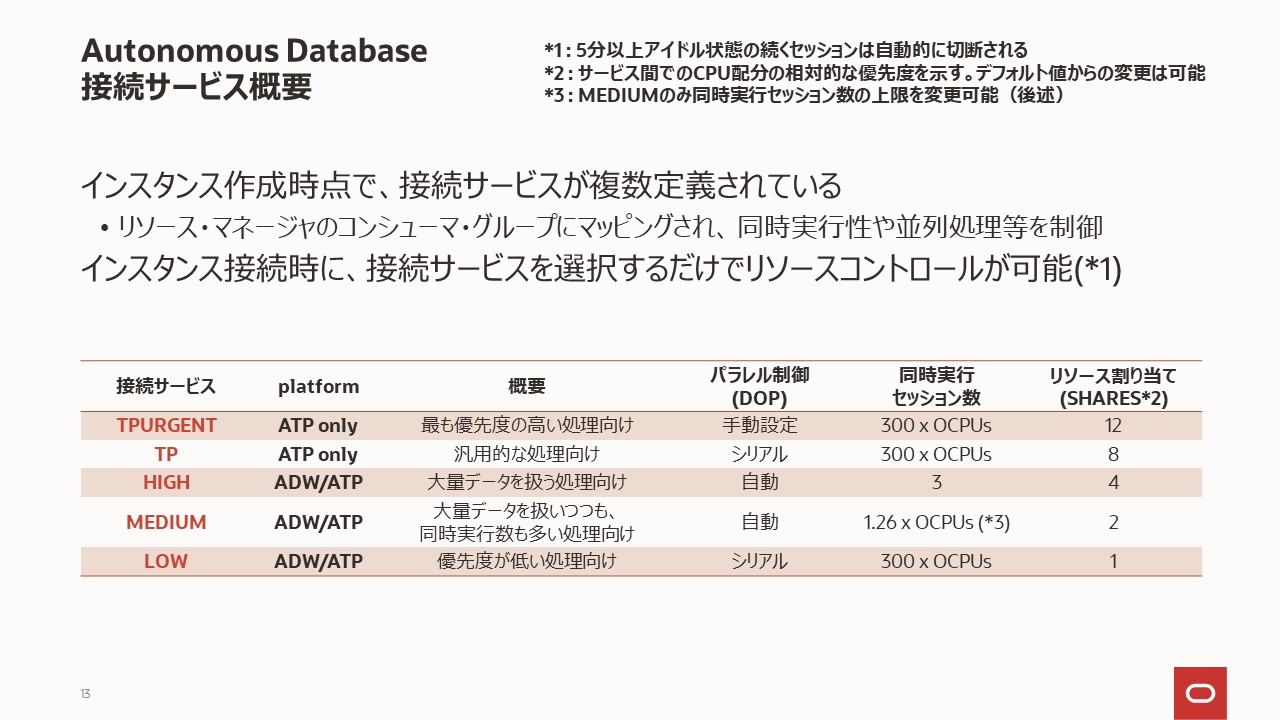 Autonomous Database
接続サービス概要
*1 : 5分以上アイドル状態の続くセッションは自動的に切断される
*2 : サービス間でのCPU配分の相対的な優先度を示す。デフォルト値からの変更は可能
*3 : MEDIUMのみ同時実行セッション数の上限を変更可能（後述）
インスタンス作成時点で、接続サービスが複数定義されている
• リソース・マネージャのコンシューマ・グループにマッピングされ、同時実行性や並列処理等を制御
インスタンス接続時に、接続サービスを選択するだけでリソースコントロールが可能(*1)
接続サービス platform 概要 パラレル制御 (DOP) 同時実行 セッション数 リソース割り当て (SHARES*2)
TPURGENT ATP only 最も優先度の高い処理向け 手動設定 300 x OCPUs 12
TP ATP only 汎用的な処理向け シリアル 300 x OCPUs 8
HIGH ADW/ATP 大量データを扱う処理向け 自動 3 4
MEDIUM ADW/ATP 大量データを扱いつつも、 同時実行数も多い処理向け 自動 1.26 x OCPUs (*3) 2
LOW ADW/ATP 優先度が低い処理向け シリアル 300 x OCPUs 1
13